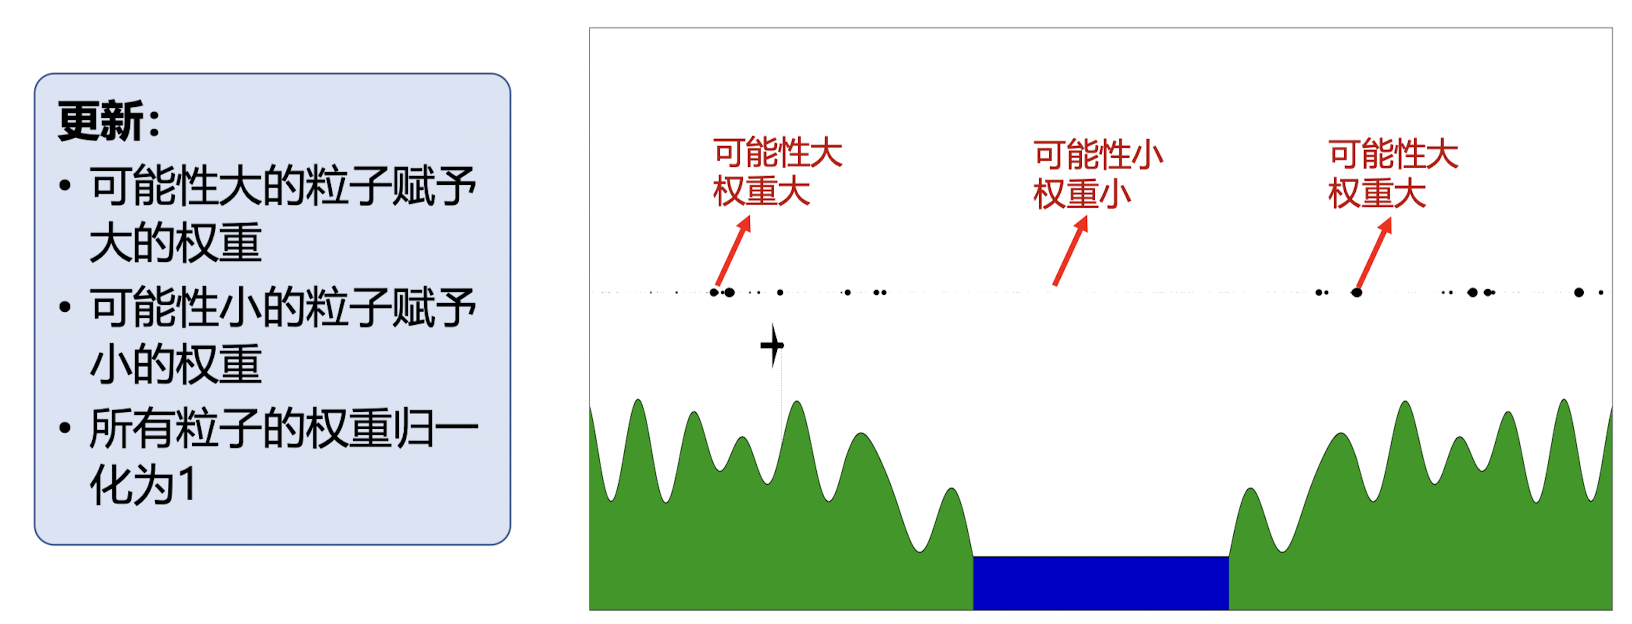 更新：
• 可能性大的粒子赋予
大的权重
• 可能性小的粒子赋予
小的权重
• 所有粒子的权重归一
化为1
可能性大
权重大
可能性小
权重小
可能性大
权重大